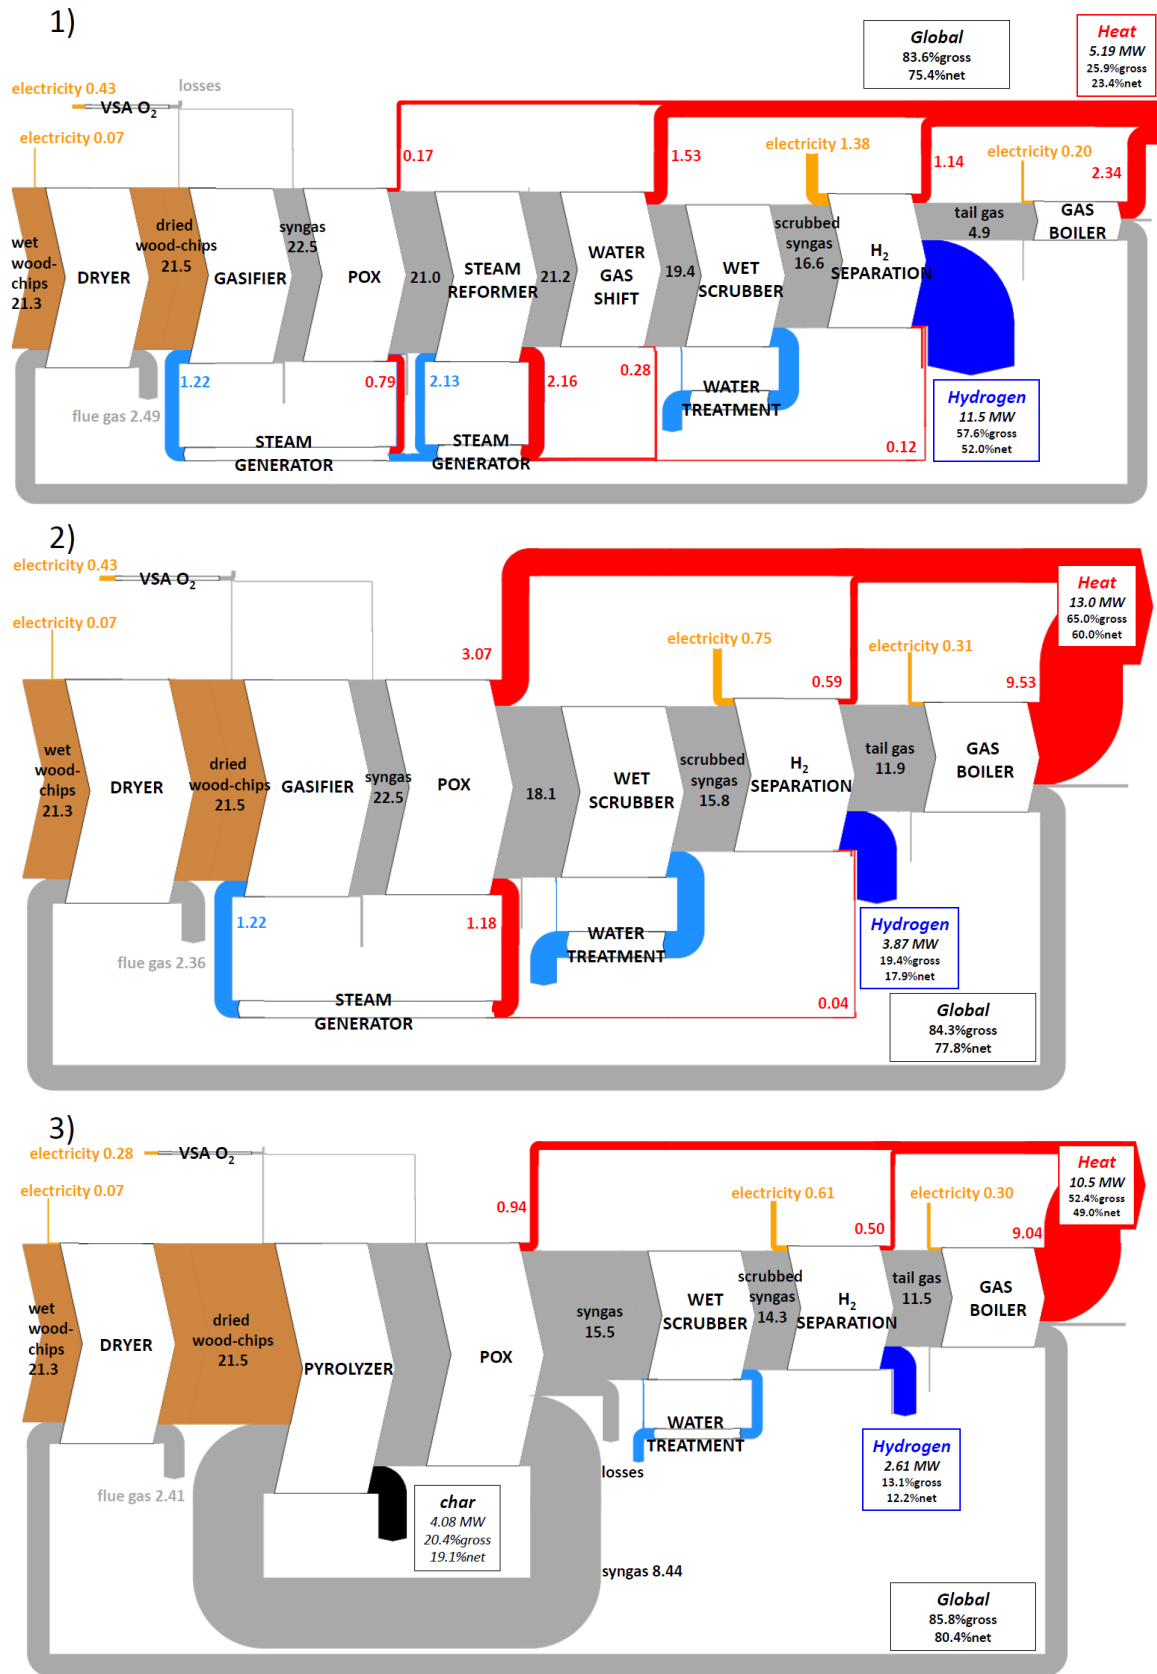 1)
Global
83.6%gross
75.4%net
Heat
5.19 MW
25.9%gross
23.4%net
electricity 0.43
losses
VSA O₂
electricity 0.07
0.17
1.53
electricity 1.38
1.14
electricity 0.20
2.34
wet
wood-
chips
21.3
DRYER
dried
wood-chips
21.5
GASIFIER
syngas
22.5
POX
21.0
STEAM
REFORMER
21.2
WATER
GAS
SHIFT
19.4
WET
SCRUBBER
scrubbed
syngas
16.6
H₂
SEPARATION
tail gas
4.9
GAS
BOILER
flue gas 2.49
1.22
0.79
2.13
2.16
0.28
WATER
TREATMENT
STEAM
GENERATOR
STEAM
GENERATOR
0.12
Hydrogen
11.5 MW
57.6%gross
52.0%net
2)
electricity 0.43
VSA O₂
electricity 0.07
3.07
electricity 0.75
0.59
electricity 0.31
9.53
Heat
13.0 MW
65.0%gross
60.0%net
wet
wood-
chips
21.3
DRYER
dried
wood-chips
21.5
GASIFIER
syngas
22.5
POX
18.1
WET
SCRUBBER
scrubbed
syngas
15.8
H₂
SEPARATION
tail gas
11.9
GAS
BOILER
flue gas 2.36
1.22
1.18
WATER
TREATMENT
STEAM
GENERATOR
0.04
Hydrogen
3.87 MW
19.4%gross
17.9%net
Global
84.3%gross
77.8%net
3)
electricity 0.28
VSA O₂
electricity 0.07
0.94
electricity 0.61
0.50
electricity 0.30
9.04
Heat
10.5 MW
52.4%gross
49.0%net
wet
wood-
chips
21.3
DRYER
dried
wood-chips
21.5
PYROLYZER
POX
syngas
15.5
WET
SCRUBBER
scrubbed
syngas
14.3
H₂
SEPARATION
tail gas
11.5
GAS
BOILER
flue gas 2.41
char
4.08 MW
20.4%gross
19.1%net
losses
WATER
TREATMENT
Hydrogen
2.61 MW
13.1%gross
12.2%net
syngas 8.44
Global
85.8%gross
80.4%net